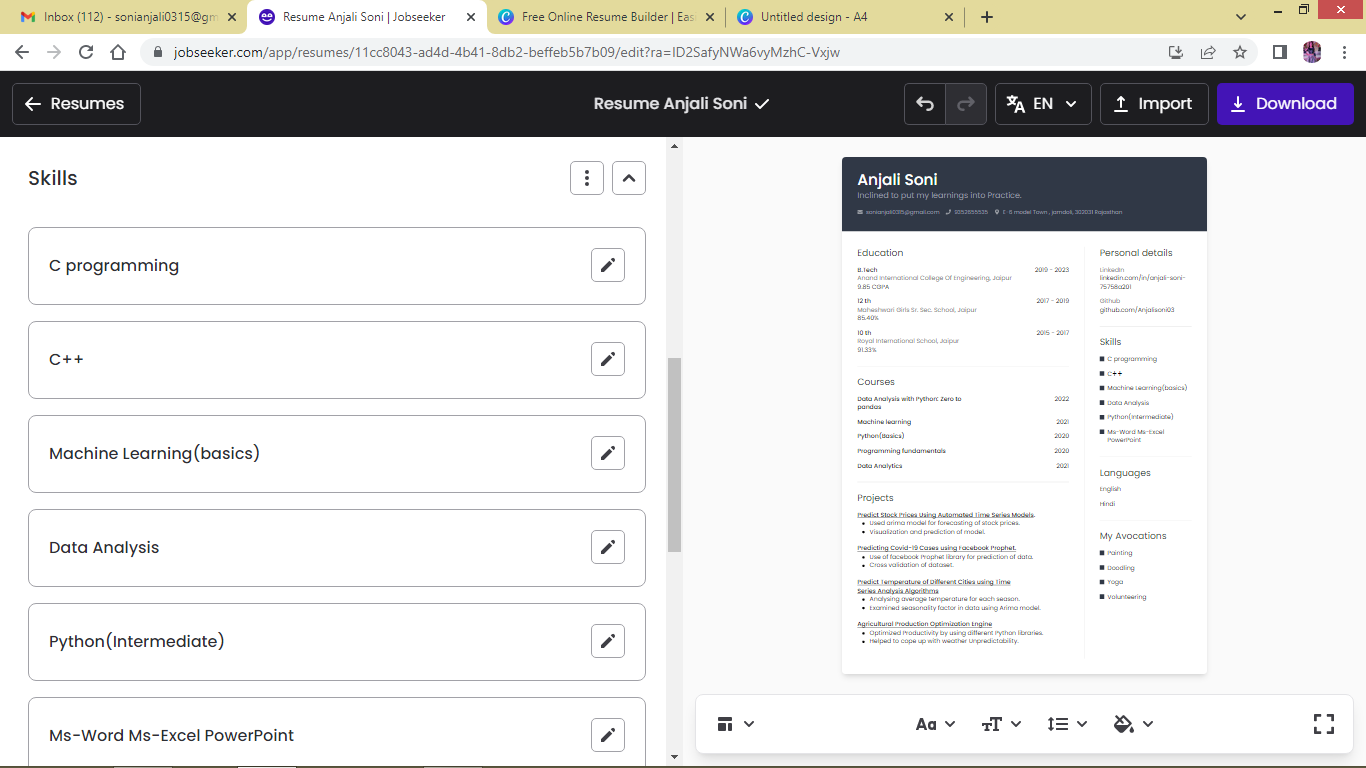 Inbox (112) - sonianjali0315@gm
Resume Anjali Soni | Jobseeker
Free Online Resume Builder | Eas
Untitled design - A4
jobseeker.com/app/resumes/11cc8043-ad4d-4b41-8db2-beffeb5b7b09/edit?ra=ID2SafyNWa6vyMzhC-Vxjw
Resumes
Resume Anjali Soni
EN
Import
Download
Skills
C programming
C++
Machine Learning(basics)
Data Analysis
Python(Intermediate)
Ms-Word Ms-Excel PowerPoint
Anjali Soni
Inclined to put my learnings into Practice.
sonianjali0315@gmail.com
E-6 model Town , jamdoli, 302031 Rajasthan
Education
B.Tech 2019 - 2023
Anand International College Of Engineering, Jaipur
9.85 CGPA
12 th 2017 - 2019
Maheshwari Girls Sr. Sec. School, Jaipur
85.40%
10 th 2015 - 2017
Royal International School, Jaipur
91.33%
Courses
Data Analysis with Python: Zero to 2022
pandas
Machine learning 2021
Python(Basics) 2020
Programming fundamentals 2020
Data Analytics 2021
Projects
Predict Stock Prices Using Automated Time Series Models.
Used arima model for forecasting of stock prices.
Visualization and prediction of model.
Predicting Covid-19 Cases using Facebook Prophet.
Use of facebook Prophet library for prediction of data.
Cross validation of dataset.
Predict Temperature of Different Cities using Time
Series Analysis Algorithms
Analysing average temperature for each season.
Examined seasonality factor in data using Arima model.
Agricultural Production Optimization Engine
Optimized Productivity by using different Python libraries.
Helped to cope up with weather Unpredictability.
Personal details
LinkedIn
linkedin.com/in/anjali-soni-
75758a201
Github
github.com/Anjalisoni03
Skills
C programming
C++
Machine Learning(basics)
Data Analysis
Python(Intermediate)
Ms-Word Ms-Excel
PowerPoint
Languages
English
Hindi
My Avocations
Painting
Doodling
Yoga
Volunteering
Aa
TT